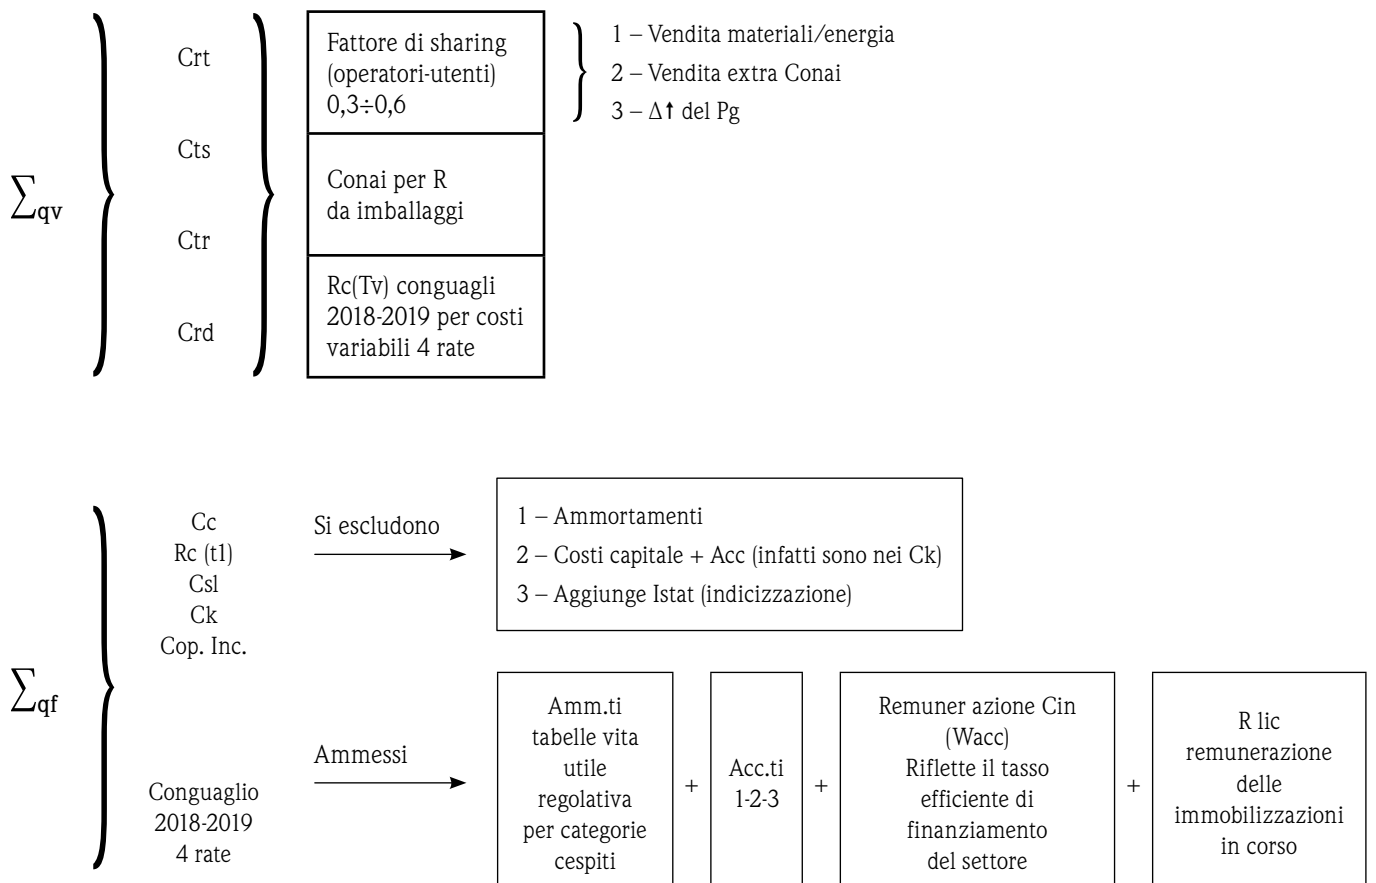 ∑qv
Crt
Cts
Ctr
Crd
Fattore di sharing
(operatori-utenti)
0,3÷0,6
Conai per R
da imballaggi
Rc(Tv) conguagli
2018-2019 per costi
variabili 4 rate
1 – Vendita materiali/energia
2 – Vendita extra Conai
3 – Δ↑ del Pg
∑qf
Cc
Rc (t1)
Csl
Ck
Cop. Inc.
Conguaglio
2018-2019
4 rate
Si escludono
1 – Ammortamenti
2 – Costi capitale + Acc (infatti sono nei Ck)
3 – Aggiunge Istat (indicizzazione)
Ammessi
Amm.ti
tabelle vita
utile
regolativa
per categorie
cespiti
+
Acc.ti
1-2-3
+
Remuner azione Cin
(Wacc)
Riflette il tasso
efficiente di
finanziamento
del settore
+
R lic
remunerazione
delle
immobilizzazioni
in corso